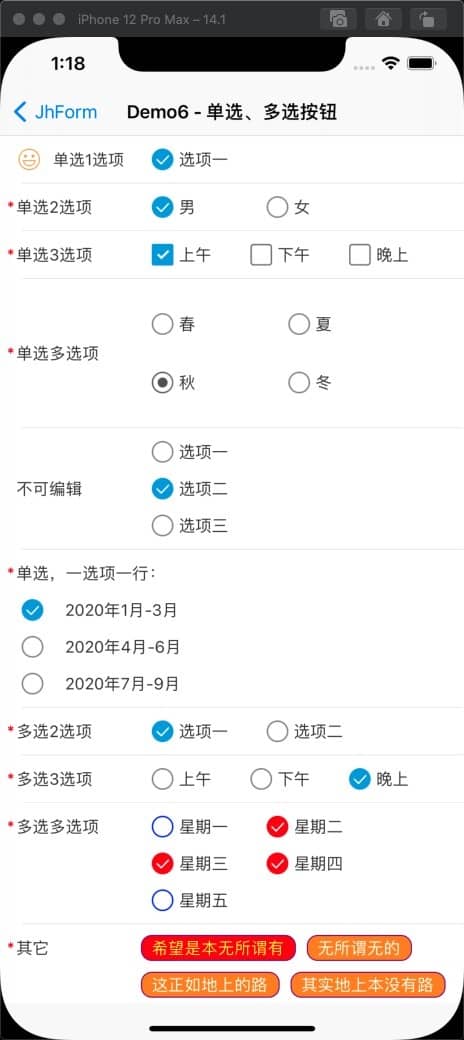 iPhone 12 Pro Max – 14.1
1:18
JhForm Demo6 - 单选、多选按钮
单选1选项 选项一
*单选2选项 男 女
*单选3选项 上午 下午 晚上
春 夏
*单选多选项
秋 冬
选项一
不可编辑 选项二
选项三
*单选，一选项一行：
2020年1月-3月
2020年4月-6月
2020年7月-9月
*多选2选项 选项一 选项二
*多选3选项 上午 下午 晚上
*多选多选项 星期一 星期二
星期三 星期四
星期五
*其它 希望是本无所谓有 无所谓无的
这正如地上的路 其实地上本没有路